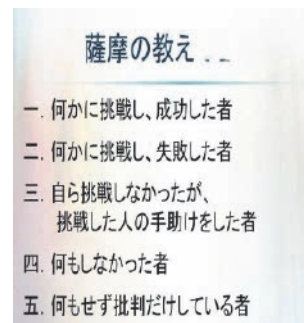 薩摩の教え
一. 何かに挑戦し、成功した者
二. 何かに挑戦し、失敗した者
三. 自ら挑戦しなかったが、
挑戦した人の手助けをした者
四. 何もしなかった者
五. 何もせず批判だけしている者